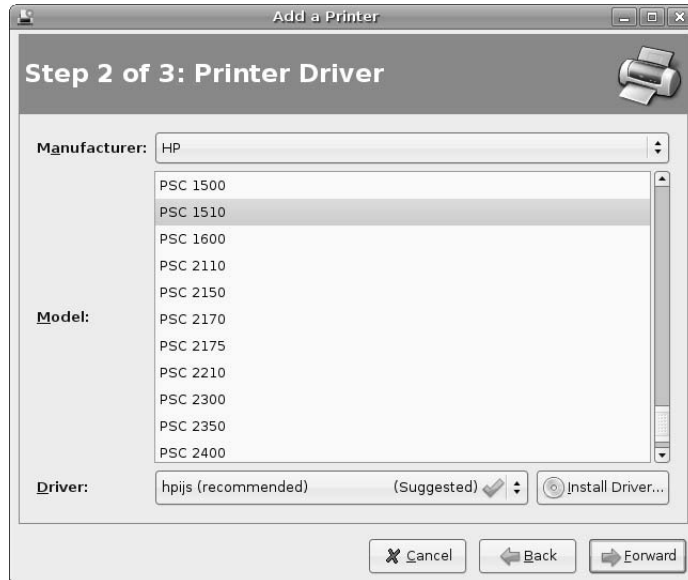 Add a Printer
Step 2 of 3: Printer Driver
Manufacturer: HP
PSC 1500
PSC 1510
PSC 1600
PSC 2110
PSC 2150
Model: PSC 2170
PSC 2175
PSC 2210
PSC 2300
PSC 2350
PSC 2400
Driver: hpijs (recommended) (Suggested) Install Driver...
Cancel Back Forward